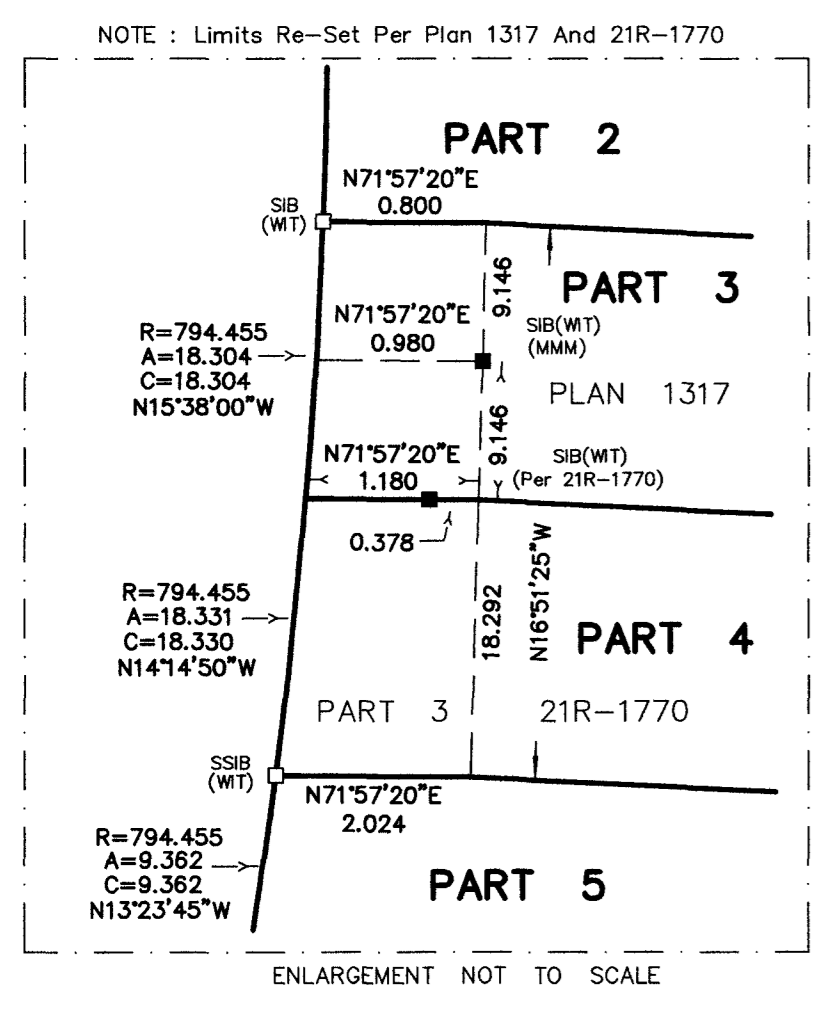 NOTE : Limits Re-Set Per Plan 1317 And 21R-1770
PART 2
N71°57'20"E
0.800
SIB
(WIT)
9.146
PART 3
N71°57'20"E
0.980
SIB(WIT)
(MMM)
R=794.455
A=18.304
C=18.304
N15°38'00"W
PLAN 1317
9.146
N71°57'20"E
1.180
SIB(WIT)
(Per 21R-1770)
0.378
N16°51'25"W
18.292
R=794.455
A=18.331
C=18.330
N14°14'50"W
PART 4
PART 3 21R-1770
SSIB
(WIT)
N71°57'20"E
2.024
R=794.455
A=9.362
C=9.362
N13°23'45"W
PART 5
ENLARGEMENT NOT TO SCALE